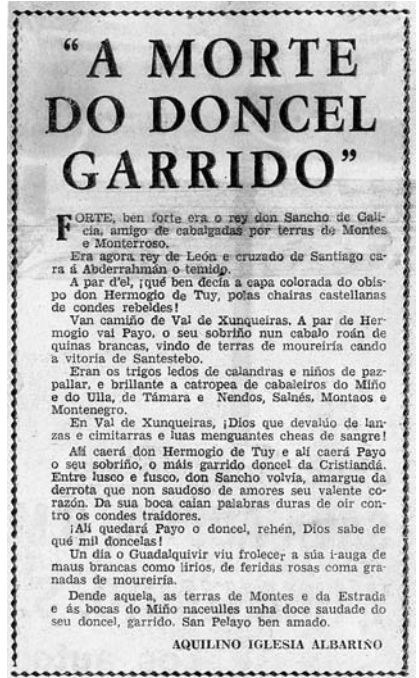 “A MORTE
DO DONCEL
GARRIDO”
FORTE, ben forte era o rey don Sancho de Gali-
cia, amigo de cabalgadas por terras de Montes
e Monterroso.
Era agora rey de León e cruzado de Santiago ca-
ra á Abderrahmán o temido.
A par d'el, ¡qué ben decía a capa colorada do obis-
po don Hermogio de Tuy, polas chairas castellanas
de condes rebeldes!
Van camiño de Val de Xunqueiras. A par de Her-
mogio vai Payo, o seu sobriño nun cabalo roán de
quinas brancas, vindo de terras de moureiría cando
a vitoria de Santestebo.
Eran os trigos ledos de calandras e niños de paz-
pallar, e brillante a catropea de cabaleiros do Miño
e do Ulla, de Támara e Nendos, Salnés, Montaos e
Montenegro.
En Val de Xunqueiras, ¡Dios que devalúo de lan-
zas e cimitarras e luas menguantes cheas de sangre!
Alí caerá don Hermogio de Tuy e alí caerá Payo
o seu sobriño, o máis garrido doncel da Cristiandá.
Entre lusco e fusco, don Sancho volvía, amargue da
derrota que non saudoso de amores seu valente co-
razón. Da sua boca caian palabras duras de oir con-
tro os condes traidores.
¡Alí quedará Payo o doncel, rehén, Dios sabe de
qué mil doncelas!
Un día o Guadalquivir viu frolecer a súa i-auga de
maus brancas como lirios, de feridas rosas coma gra-
nadas de moureiría.
Dende aquela, as terras de Montes e da Estrada
e ás bocas do Miño naceulles unha doce saudade do
seu doncel, garrido. San Pelayo ben amado.
AQUILINO IGLESIA ALBARIÑO